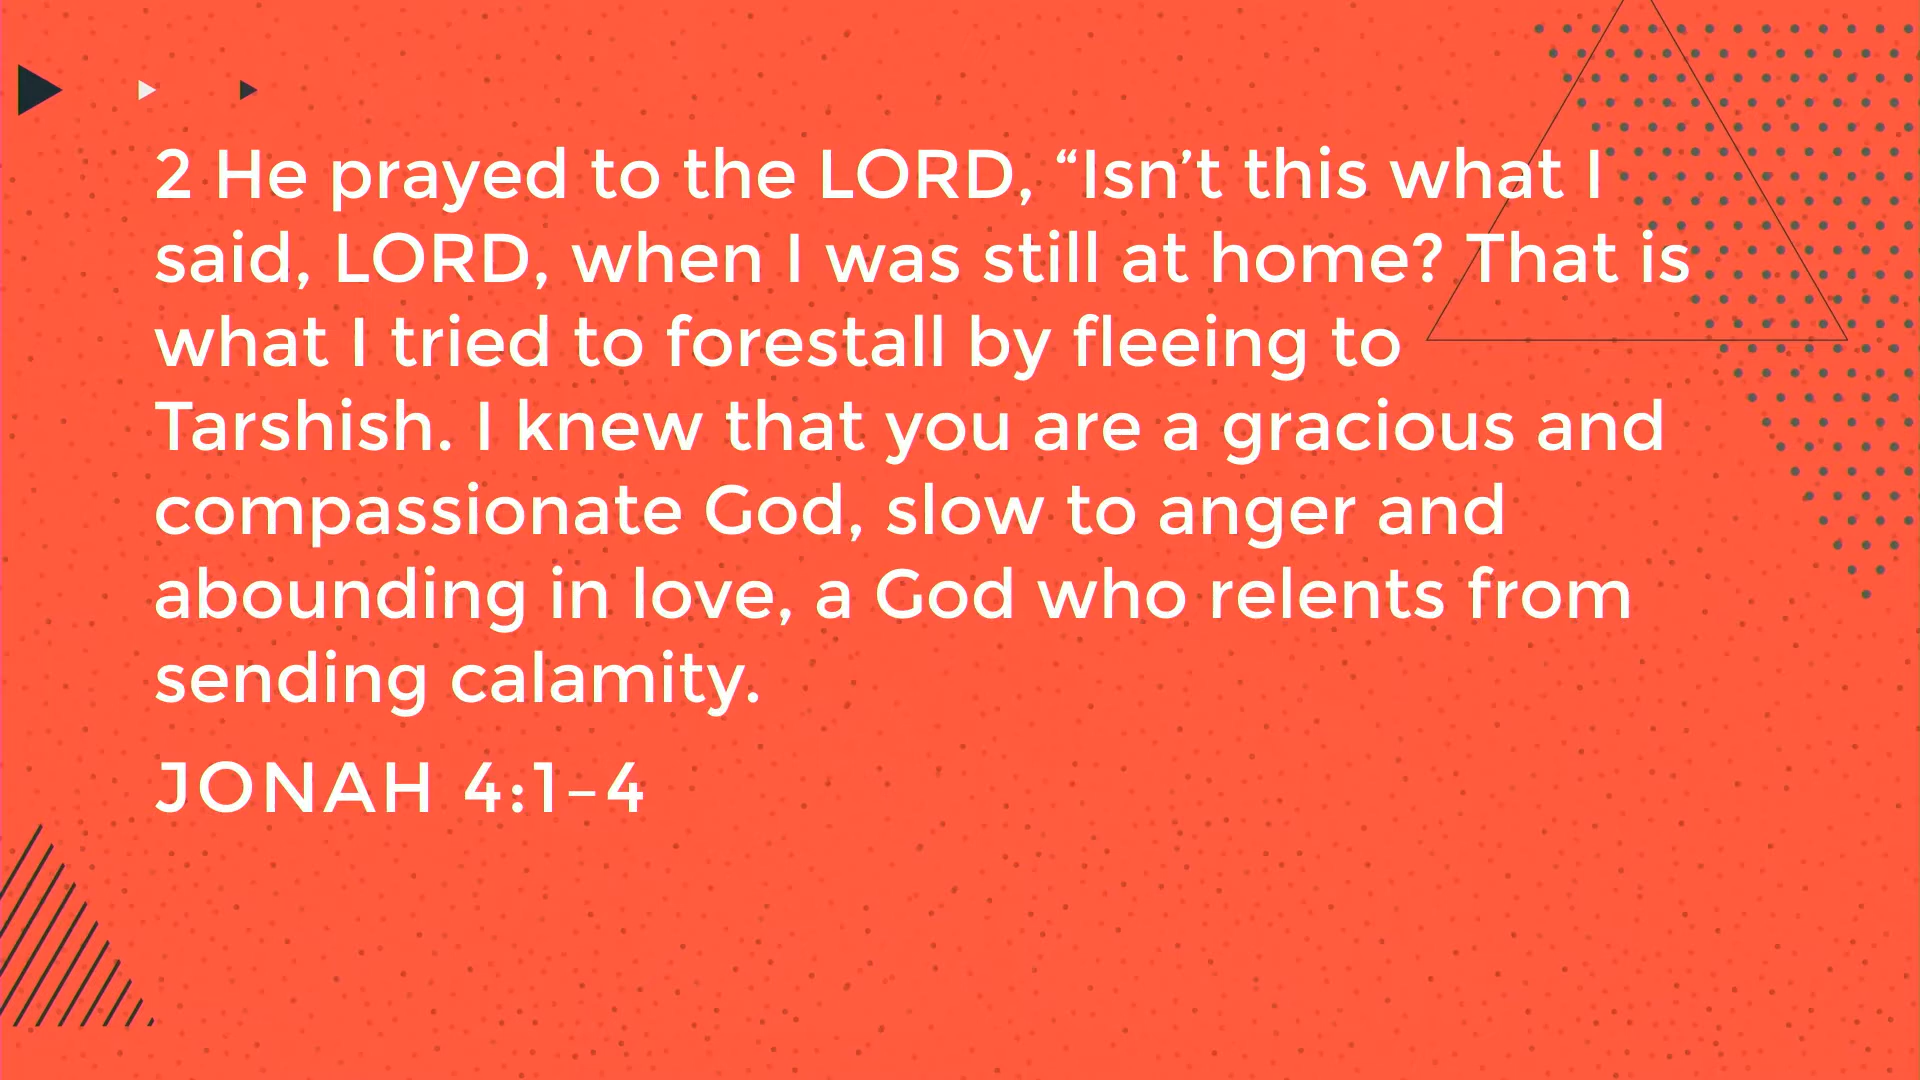 2 He prayed to the LORD, “Isn’t this what I
said, LORD, when I was still at home? That is
what I tried to forestall by fleeing to
Tarshish. I knew that you are a gracious and
compassionate God, slow to anger and
abounding in love, a God who relents from
sending calamity.
JONAH 4:1–4